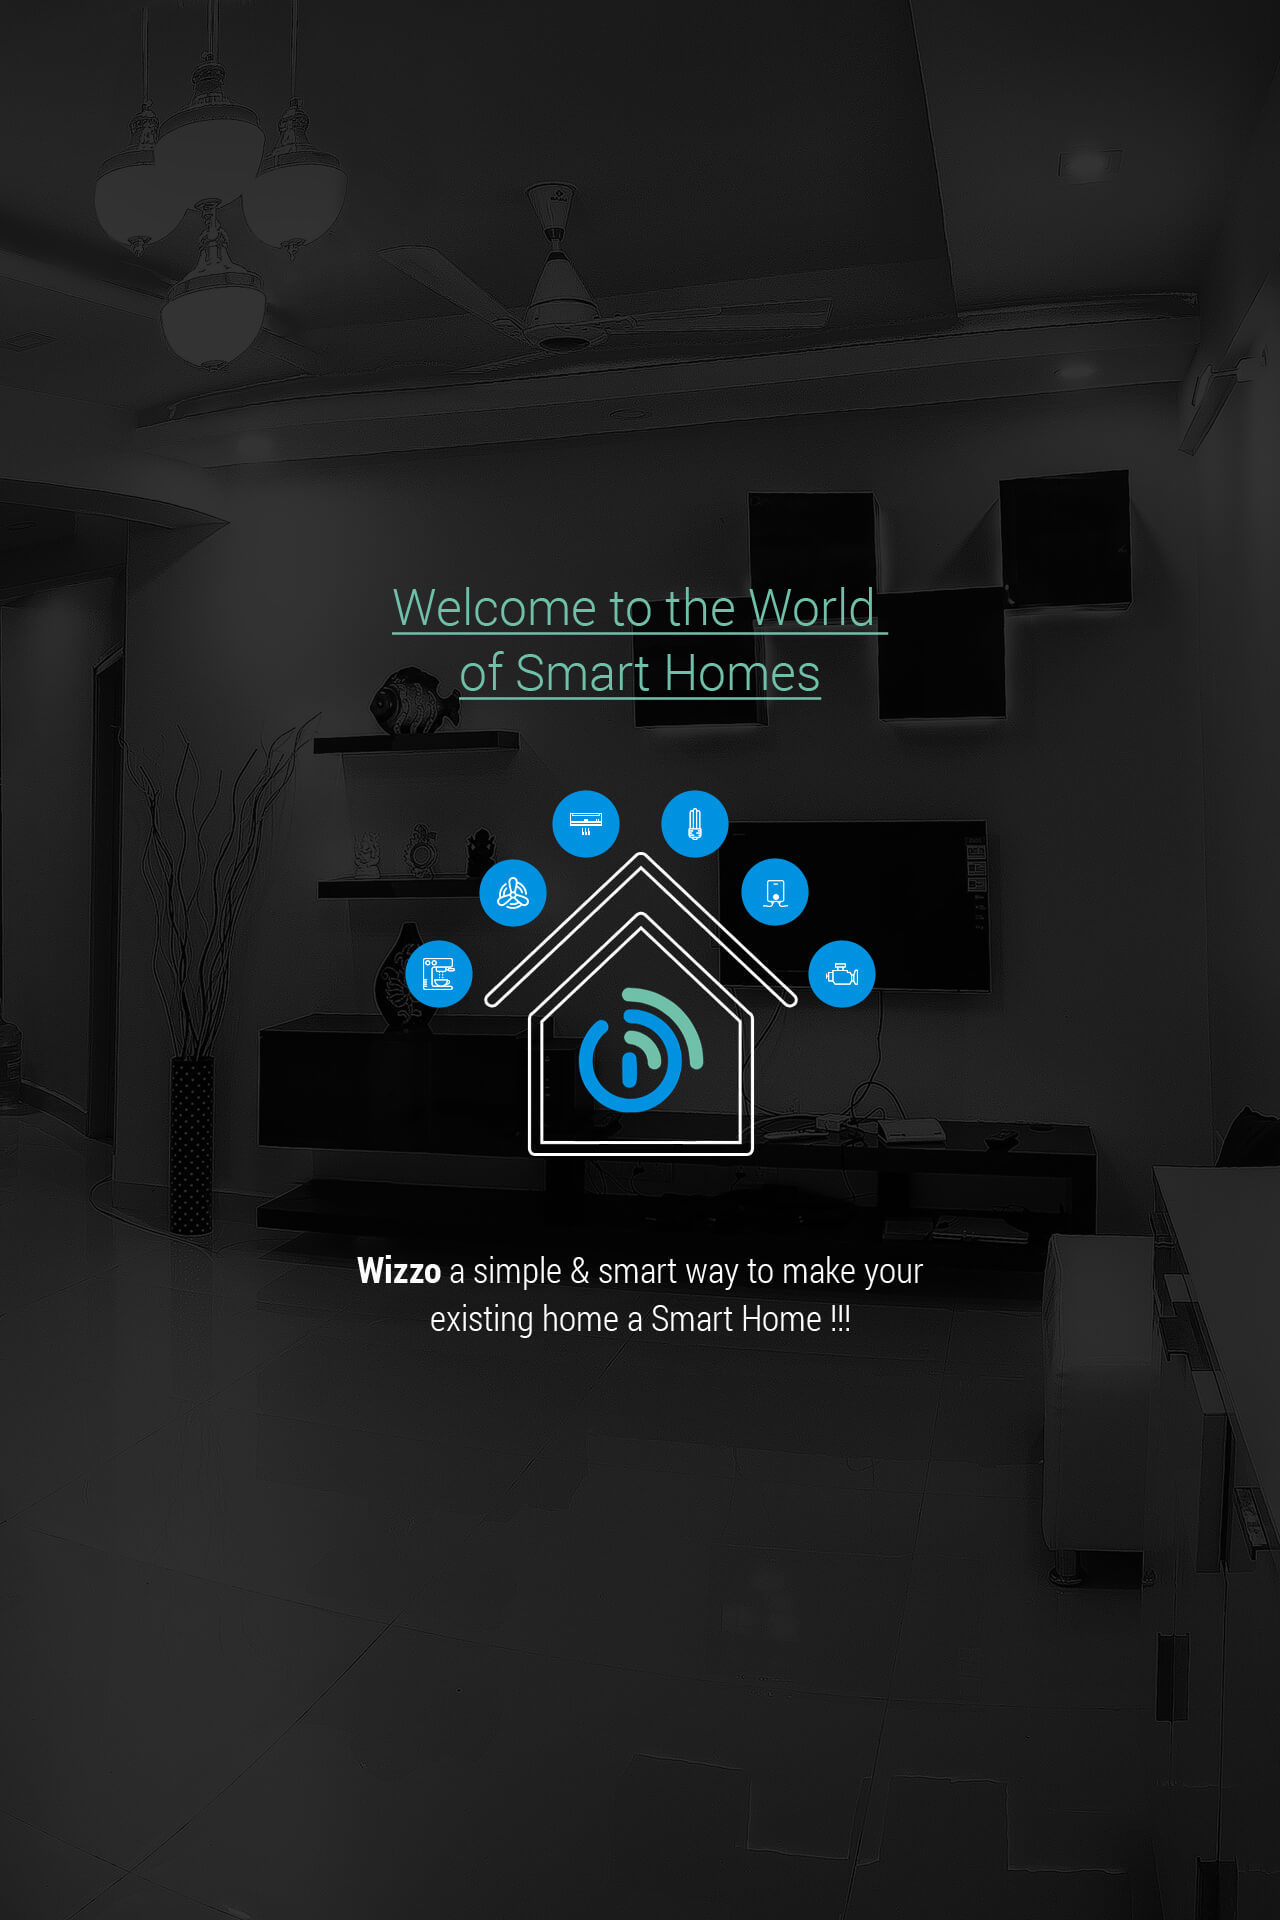 Welcome to the World
of Smart Homes
Wizzo a simple & smart way to make your
existing home a Smart Home !!!